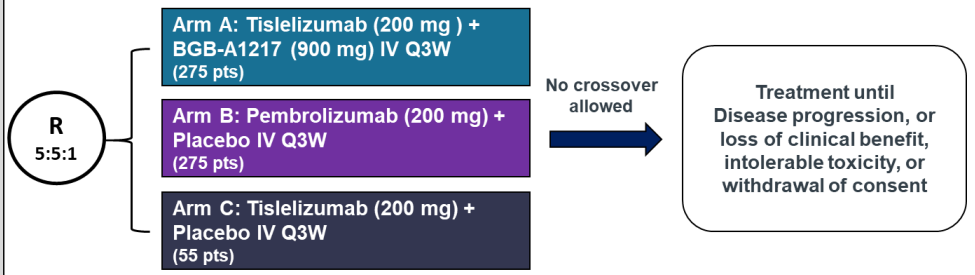 R
5:5:1
Arm A: Tislelizumab (200 mg ) +
BGB-A1217 (900 mg) IV Q3W
(275 pts)
Arm B: Pembrolizumab (200 mg) +
Placebo IV Q3W
(275 pts)
Arm C: Tislelizumab (200 mg) +
Placebo IV Q3W
(55 pts)
No crossover
allowed
Treatment until
Disease progression, or
loss of clinical benefit,
intolerable toxicity, or
withdrawal of consent